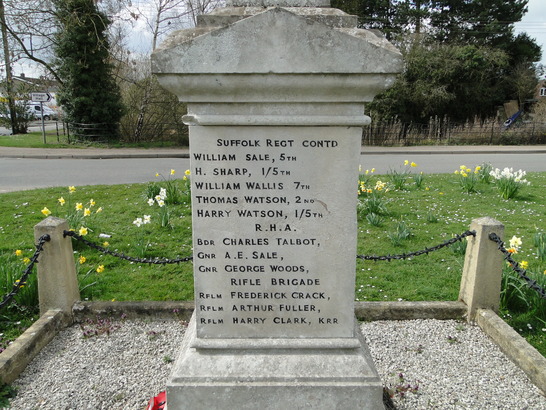 SUFFOLK REGT CONTD
WILLIAM SALE, 5TH
H. SHARP, 1/5TH
WILLIAM WALLIS 7TH
THOMAS WATSON, 2ND
HARRY WATSON, 1/5TH
R.H.A.
BDR CHARLES TALBOT,
GNR A.E. SALE,
GNR GEORGE WOODS,
RIFLE BRIGADE
RFLM FREDERICK CRACK,
RFLM ARTHUR FULLER,
RFLM HARRY CLARK, KRR